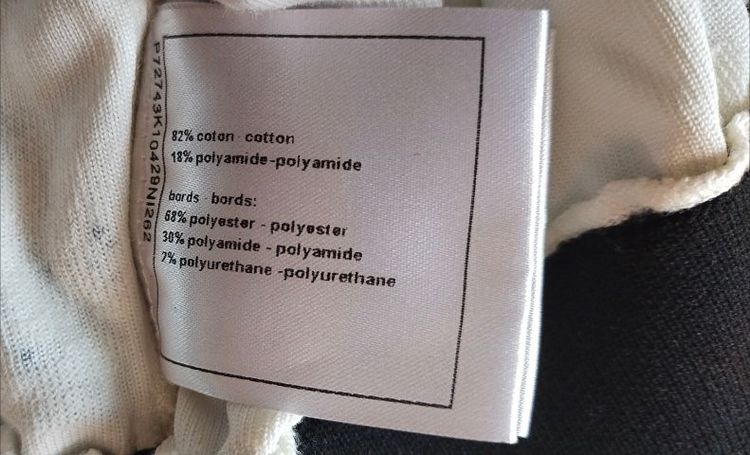 P72743K10429NI262
82% coton - cotton
18% polyamide-polyamide
bords - bords:
68% polyester - polyester
30% polyamide - polyamide
2% polyurethane -polyurethane